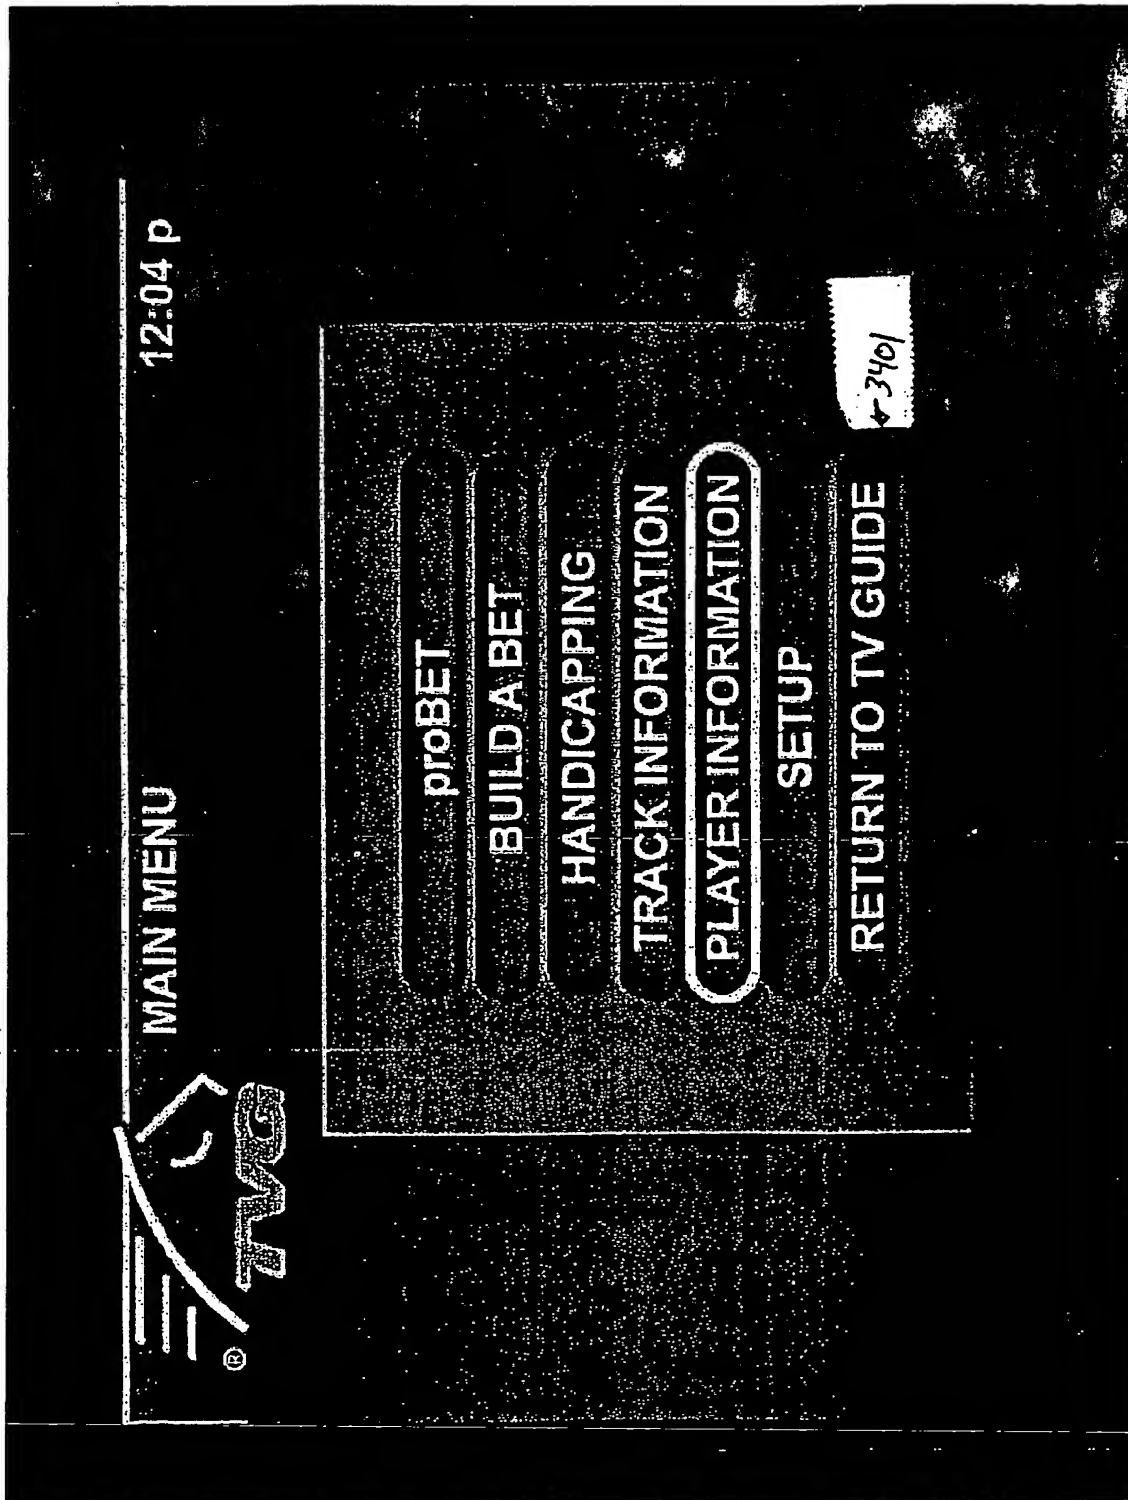 ® TVG
MAIN MENU
12:04 p
proBET
BUILD A BET
HANDICAPPING
TRACK INFORMATION
PLAYER INFORMATION
SETUP
RETURN TO TV GUIDE
←3401